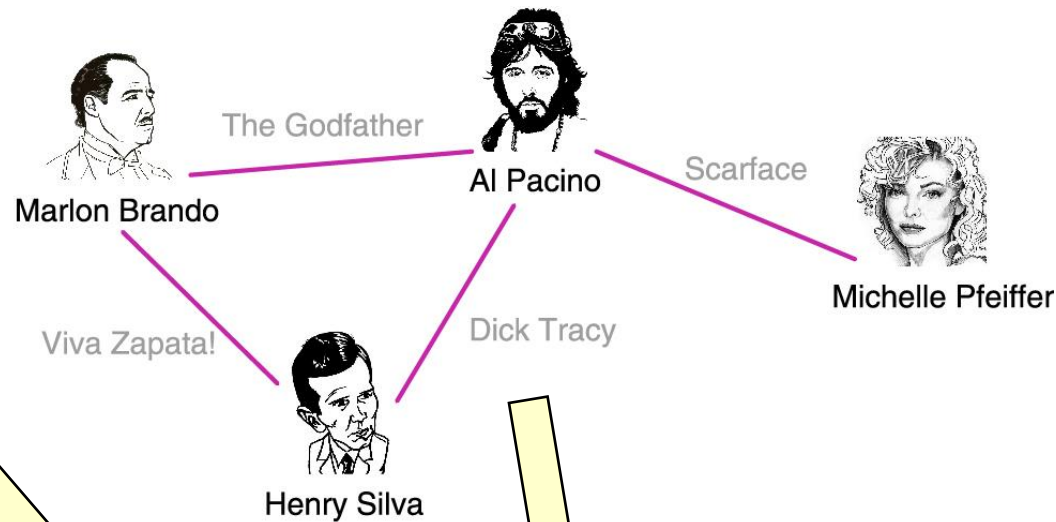 The Godfather
Al Pacino
Scarface
Marlon Brando
Michelle Pfeiffer
Viva Zapata!
Dick Tracy
Henry Silva